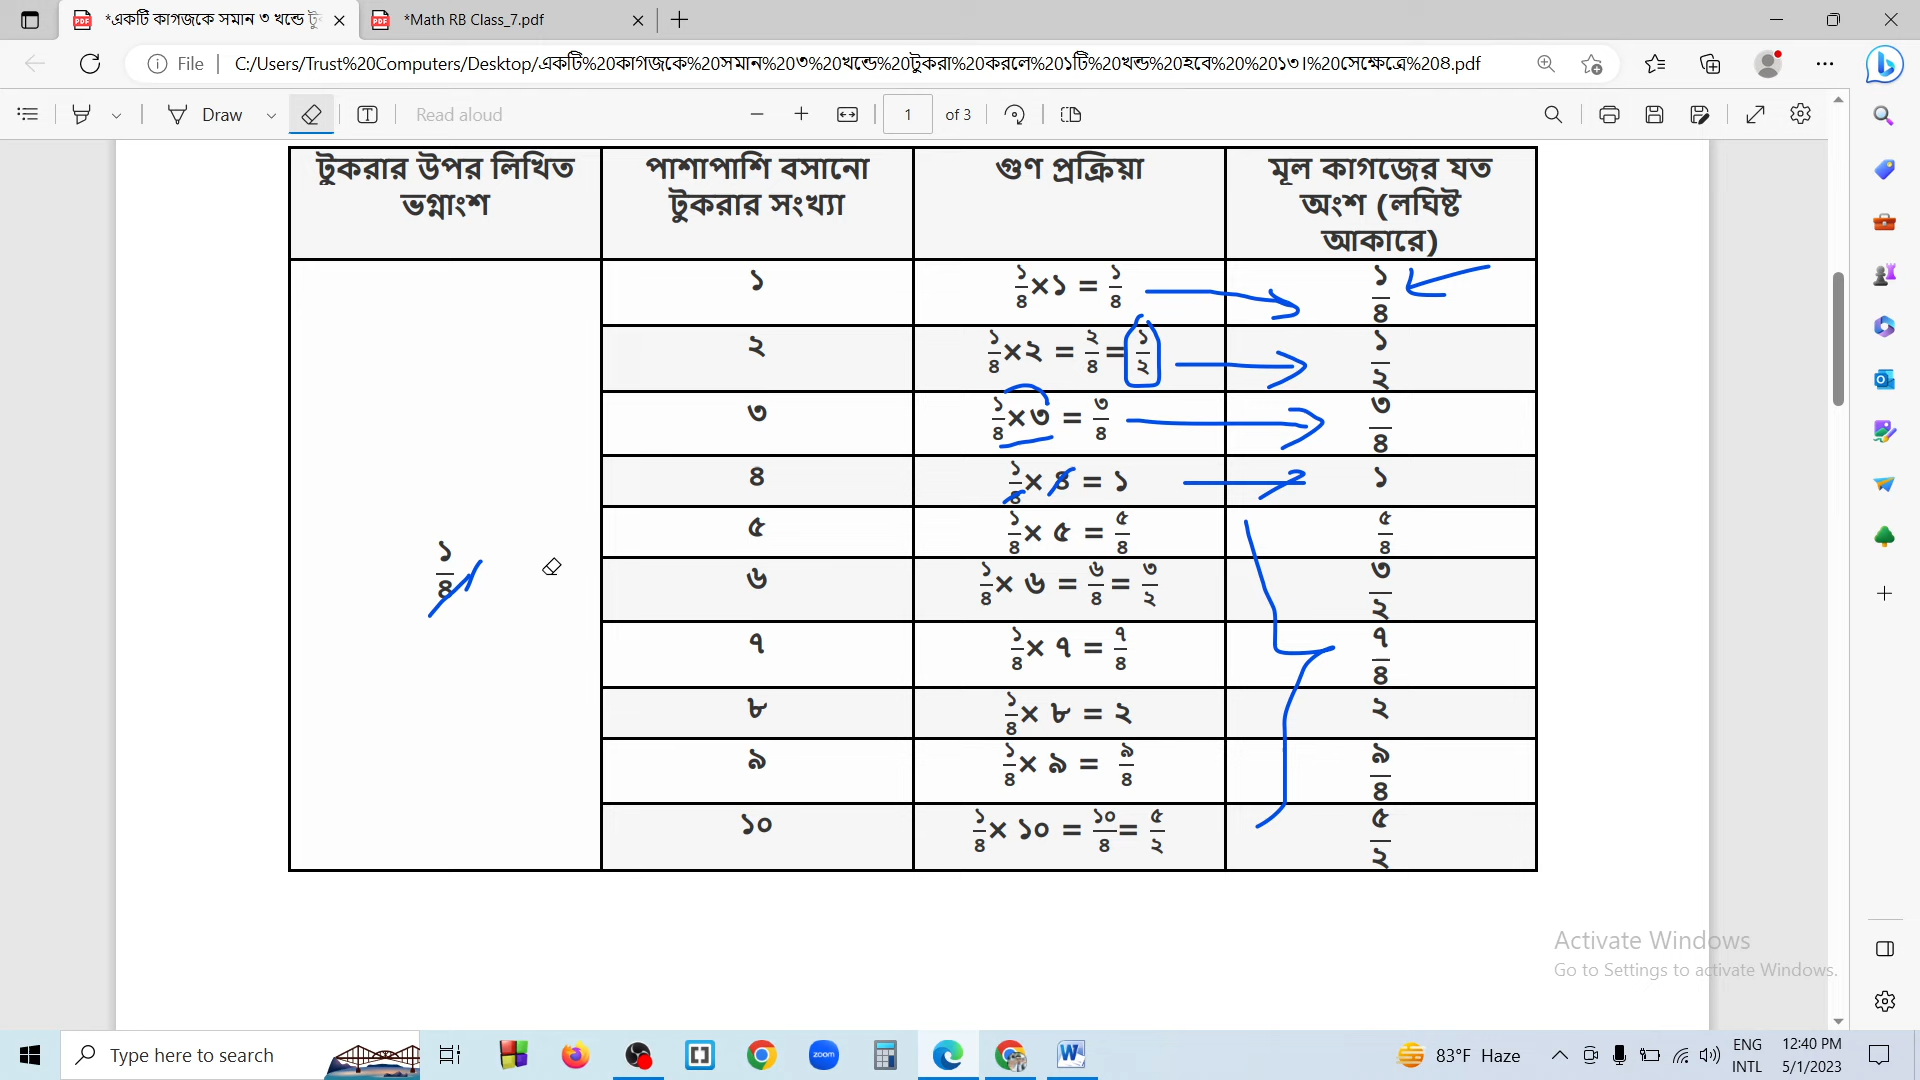 *একটি কাগজকে সমান ৩ খন্ডে টু
*Math RB Class_7.pdf
File
C:/Users/Trust%20Computers/Desktop/একটি%20কাগজকে%20সমান%20৩%20খন্ডে%20টুকরা%20করলে%20১টি%20খন্ড%20হবে%20%20১৩।%20সেক্ষেত্রে%208.pdf
Draw
Read aloud
1 of 3
টুকরার উপর লিখিত ভগ্নাংশ
পাশাপাশি বসানো টুকরার সংখ্যা
গুণ প্রক্রিয়া
মূল কাগজের যত অংশ (লঘিষ্ট আকারে)
১/৪
১ ১/৪×১ = ১/৪ ১/৪
২ ১/৪×২ = ২/৪ = ১/২ ১/২
৩ ১/৪×৩ = ৩/৪ ৩/৪
৪ ১/৪× ৪ = ১ ১
৫ ১/৪× ৫ = ৫/৪ ৫/৪
৬ ১/৪× ৬ = ৬/৪ = ৩/২ ৩/২
৭ ১/৪× ৭ = ৭/৪ ৭/৪
৮ ১/৪× ৮ = ২ ২
৯ ১/৪× ৯ = ৯/৪ ৯/৪
১০ ১/৪× ১০ = ১০/৪ = ৫/২ ৫/২
Activate Windows
Go to Settings to activate Windows.
Type here to search
zoom
83°F Haze
ENG
INTL
12:40 PM
5/1/2023